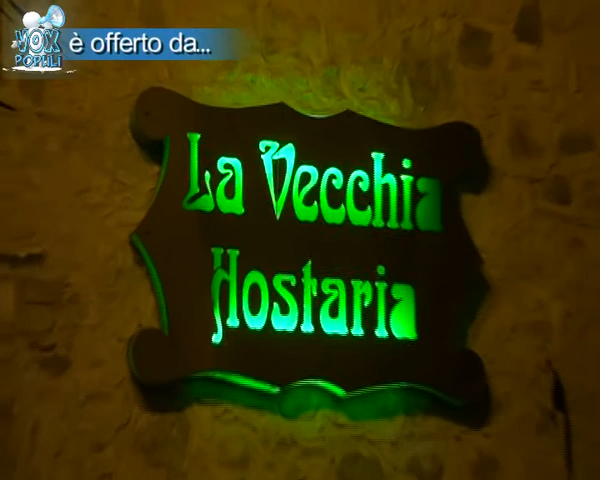 VOX
POPULI
è offerto da...
La Vecchia
Hostaria